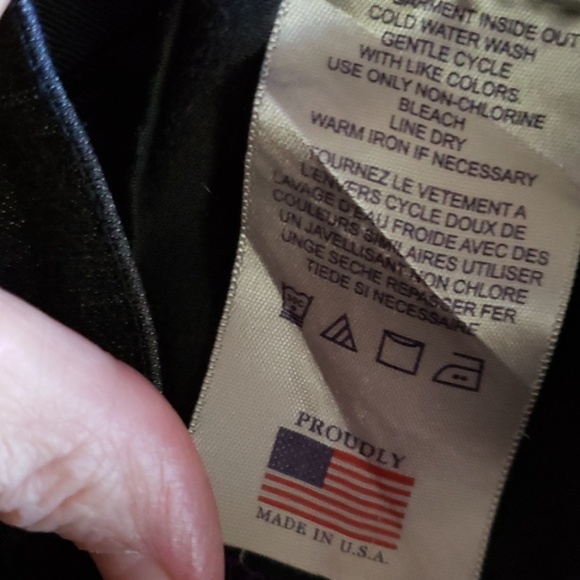 GARMENT INSIDE OUT
COLD WATER WASH
GENTLE CYCLE
WITH LIKE COLORS.
USE ONLY NON-CHLORINE
BLEACH
LINE DRY
WARM IRON IF NECESSARY
TOURNEZ LE VETEMENT A
L'ENVERS CYCLE DOUX DE
LAVAGE D'EAU FROIDE AVEC DES
COULEURS SIMILAIRES UTILISER
UN JAVELLISANT NON CHLORE
UNGE SECHE REPASSER FER
TIEDE SI NECESSAIRE
PROUDLY
MADE IN U.S.A.